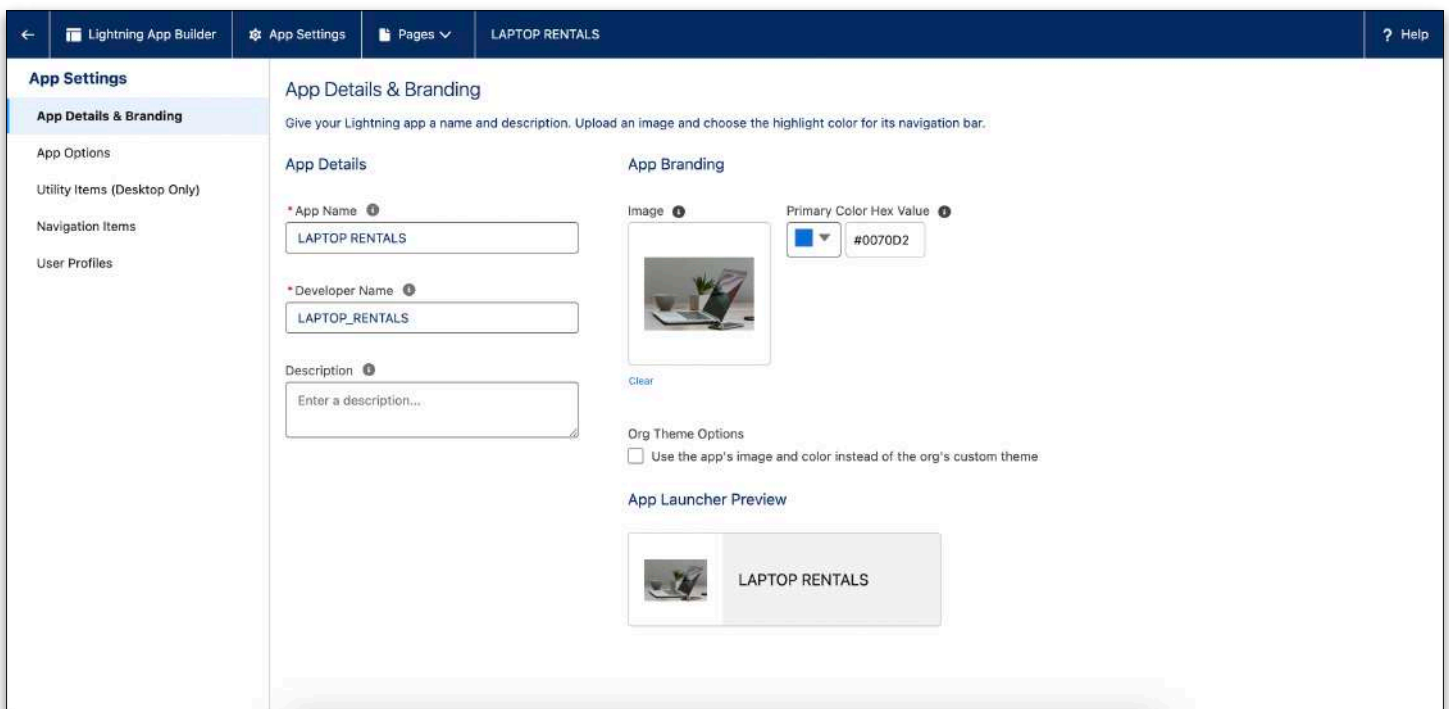 Lightning App Builder
App Settings
Pages
LAPTOP RENTALS
? Help
App Settings
App Details & Branding
App Options
Utility Items (Desktop Only)
Navigation Items
User Profiles
App Details & Branding
Give your Lightning app a name and description. Upload an image and choose the highlight color for its navigation bar.
App Details
*App Name
LAPTOP RENTALS
*Developer Name
LAPTOP_RENTALS
Description
Enter a description...
App Branding
Image
Clear
Primary Color Hex Value
#0070D2
Org Theme Options
Use the app's image and color instead of the org's custom theme
App Launcher Preview
LAPTOP RENTALS